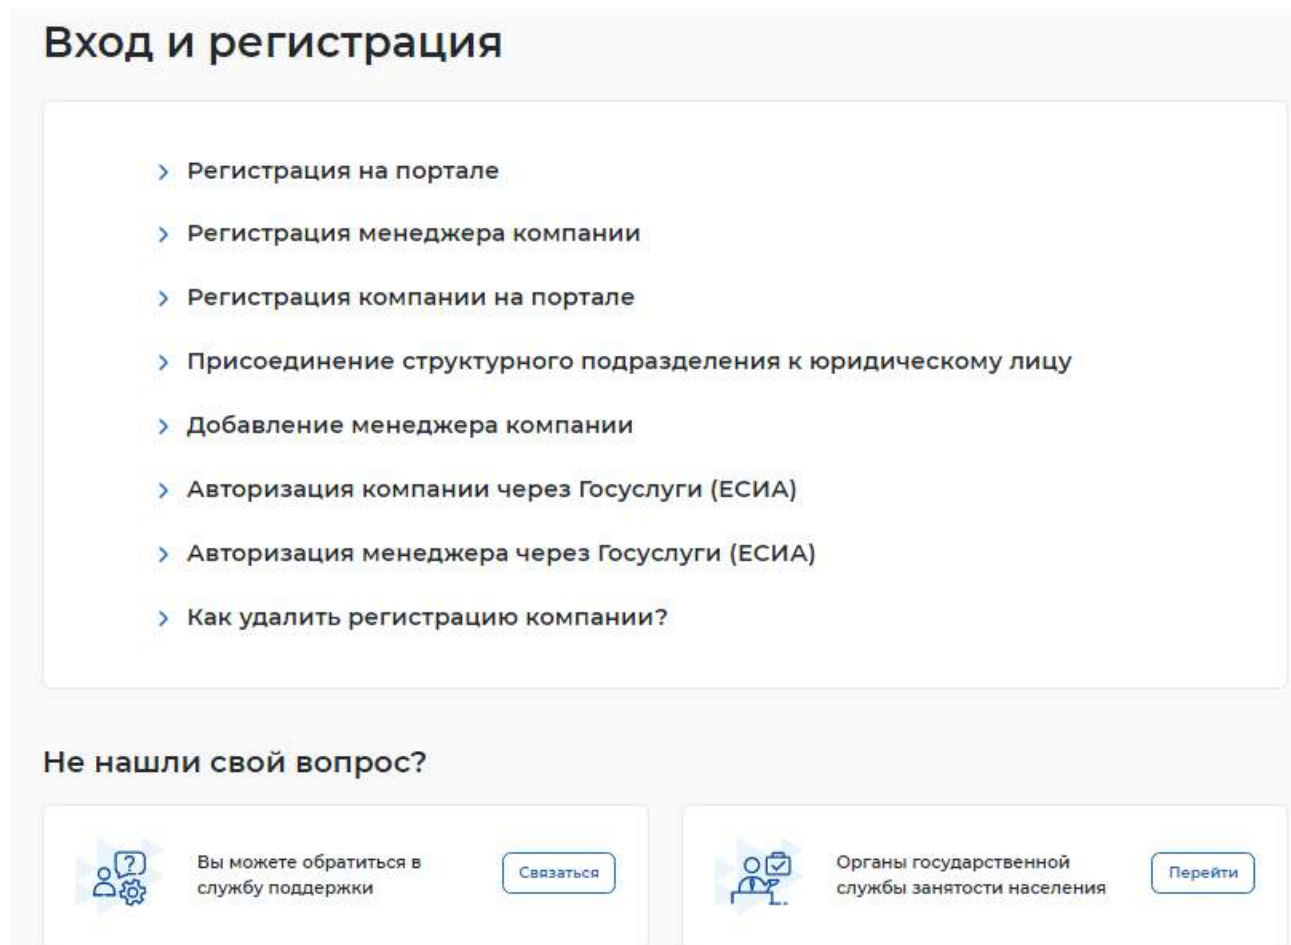 Вход и регистрация
Регистрация на портале
Регистрация менеджера компании
Регистрация компании на портале
Присоединение структурного подразделения к юридическому лицу
Добавление менеджера компании
Авторизация компании через Госуслуги (ЕСИА)
Авторизация менеджера через Госуслуги (ЕСИА)
Как удалить регистрацию компании?
Не нашли свой вопрос?
Вы можете обратиться в
службу поддержки
Связаться
Органы государственной
службы занятости населения
Перейти